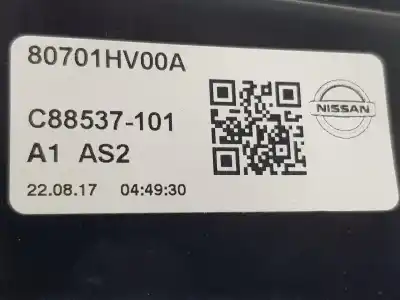 80701HV00A
C88537-101
NISSAN
A1 AS2
22.08.17 04:49:30